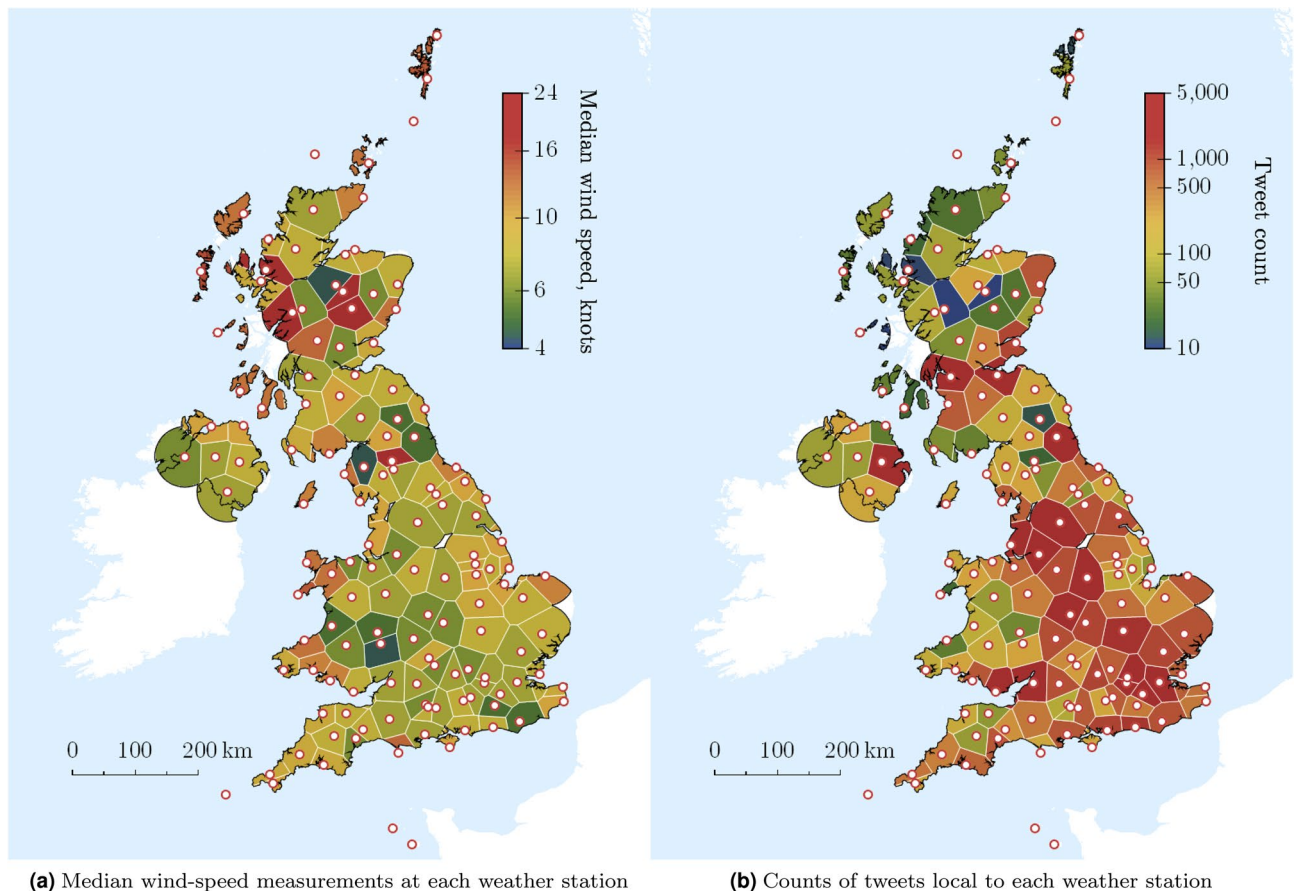 24
16
10
6
4
Median wind speed, knots
0 100 200 km
(a) Median wind-speed measurements at each weather station
5,000
1,000
500
100
50
10
Tweet count
0 100 200 km
(b) Counts of tweets local to each weather station